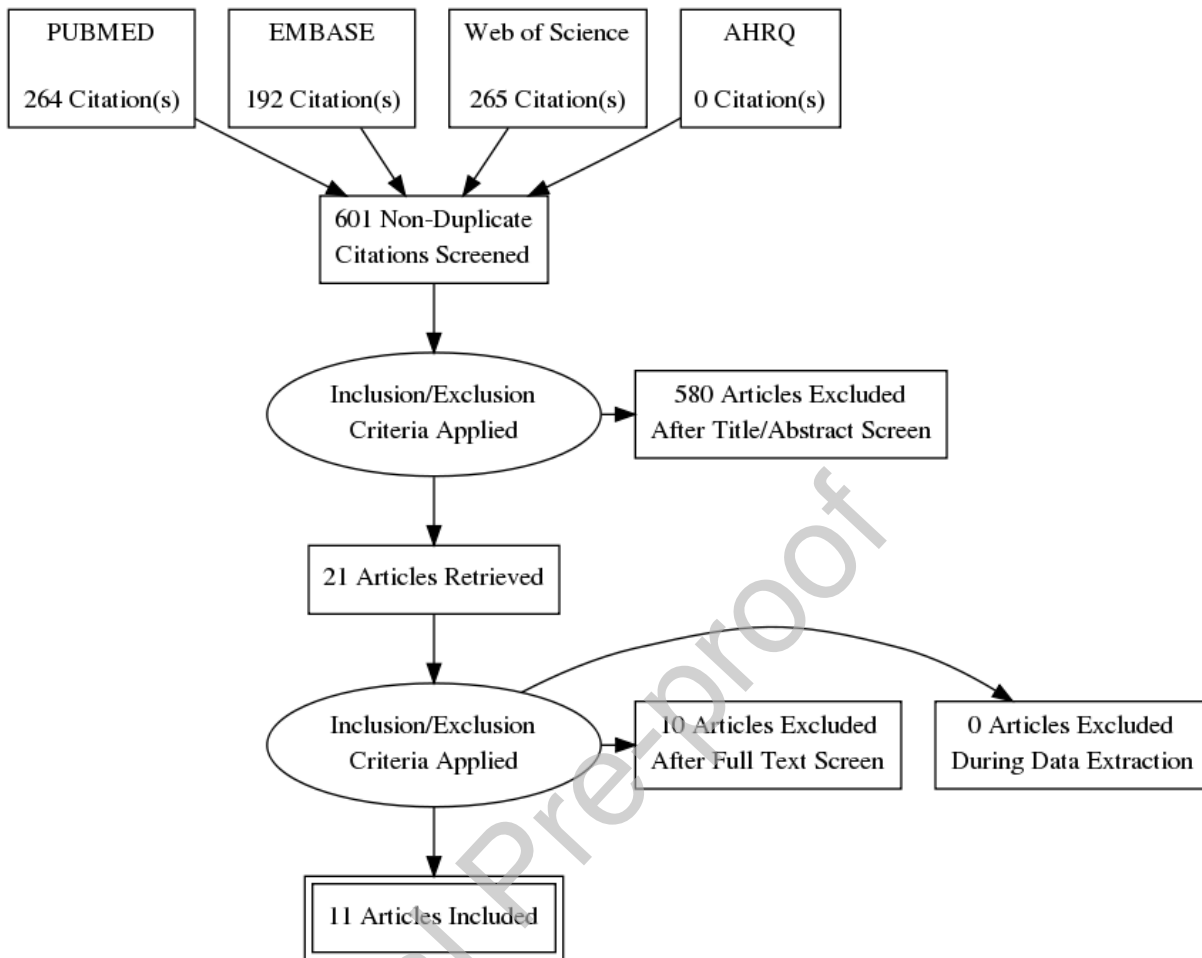 PUBMED
264 Citation(s)
EMBASE
192 Citation(s)
Web of Science
265 Citation(s)
AHRQ
0 Citation(s)
601 Non-Duplicate
Citations Screened
Inclusion/Exclusion
Criteria Applied
580 Articles Excluded
After Title/Abstract Screen
21 Articles Retrieved
Inclusion/Exclusion
Criteria Applied
10 Articles Excluded
After Full Text Screen
0 Articles Excluded
During Data Extraction
11 Articles Included
Pre-proof